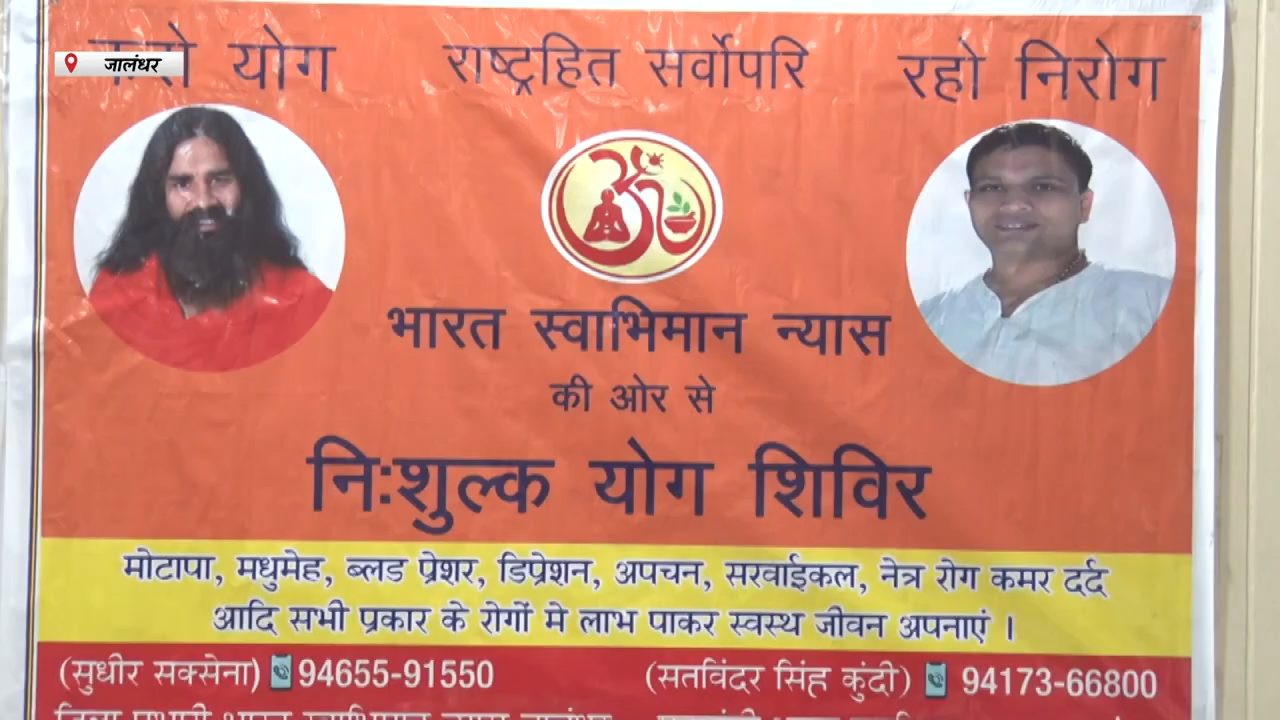 जालंधर
योग राष्ट्रहित सर्वोपरि रहो निरोग
भारत स्वाभिमान न्यास
की ओर से
निःशुल्क योग शिविर
मोटापा, मधुमेह, ब्लड प्रेशर, डिप्रेशन, अपचन, सरवाईकल, नेत्र रोग कमर दर्द
आदि सभी प्रकार के रोगों मे लाभ पाकर स्वस्थ जीवन अपनाएं ।
(सुधीर सक्सेना) 94655-91550 (सतविंदर सिंह कुंदी) 94173-66800